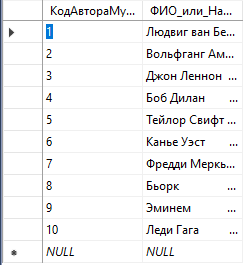 КодАвтораМу... ФИО_или_На...
1 Людвиг ван Бе...
2 Вольфганг Ам...
3 Джон Леннон ...
4 Боб Дилан ...
5 Тейлор Свифт ...
6 Канье Уэст ...
7 Фредди Меркь...
8 Бьорк ...
9 Эминем ...
10 Леди Гага ...
NULL NULL